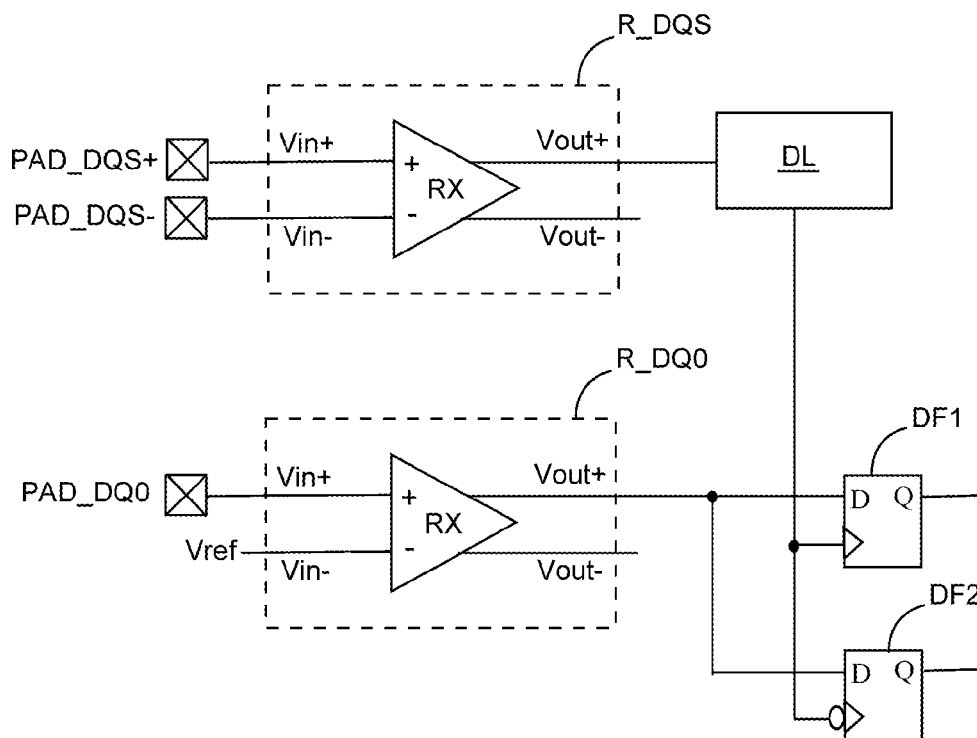 R_DQS
PAD_DQS+
Vin+
+
RX
Vout+
DL
PAD_DQS-
Vin-
-
Vout-
R_DQ0
PAD_DQ0
Vin+
+
RX
Vout+
Vref
Vin-
-
Vout-
DF1
D Q
DF2
D Q